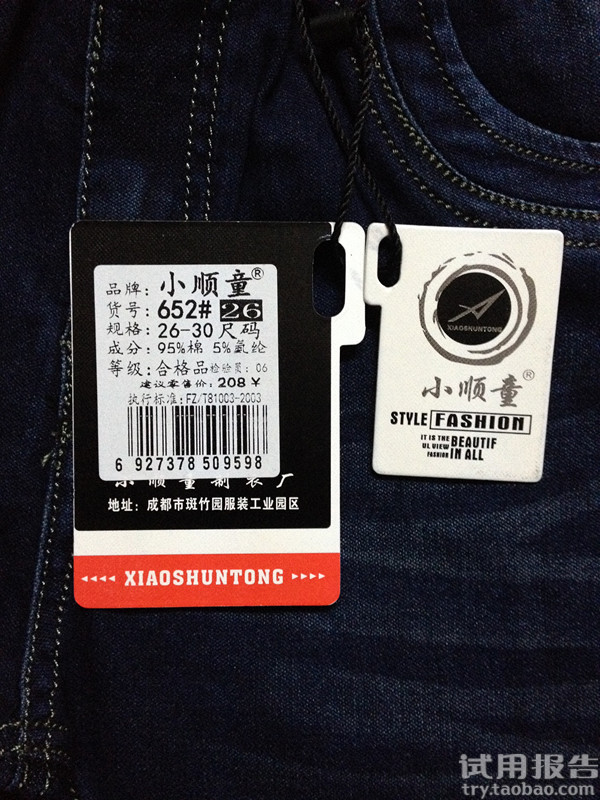 品牌: 小顺童®
货号: 652# 26
规格: 26-30 尺码
成分: 95%棉 5%氨纶
等级: 合格品 检验员: 06
建议零售价: 208 ¥
执行标准: FZ/T81003-2003
6 927378 509598
小顺童制装厂
地址: 成都市斑竹园服装工业园区
XIAOSHUNTONG
XIAOSHUNTONG
小顺童®
STYLE FASHION
IT IS THE BEAUTIF
UL VIEW
FASHION IN ALL
试用报告
try.taobao.com